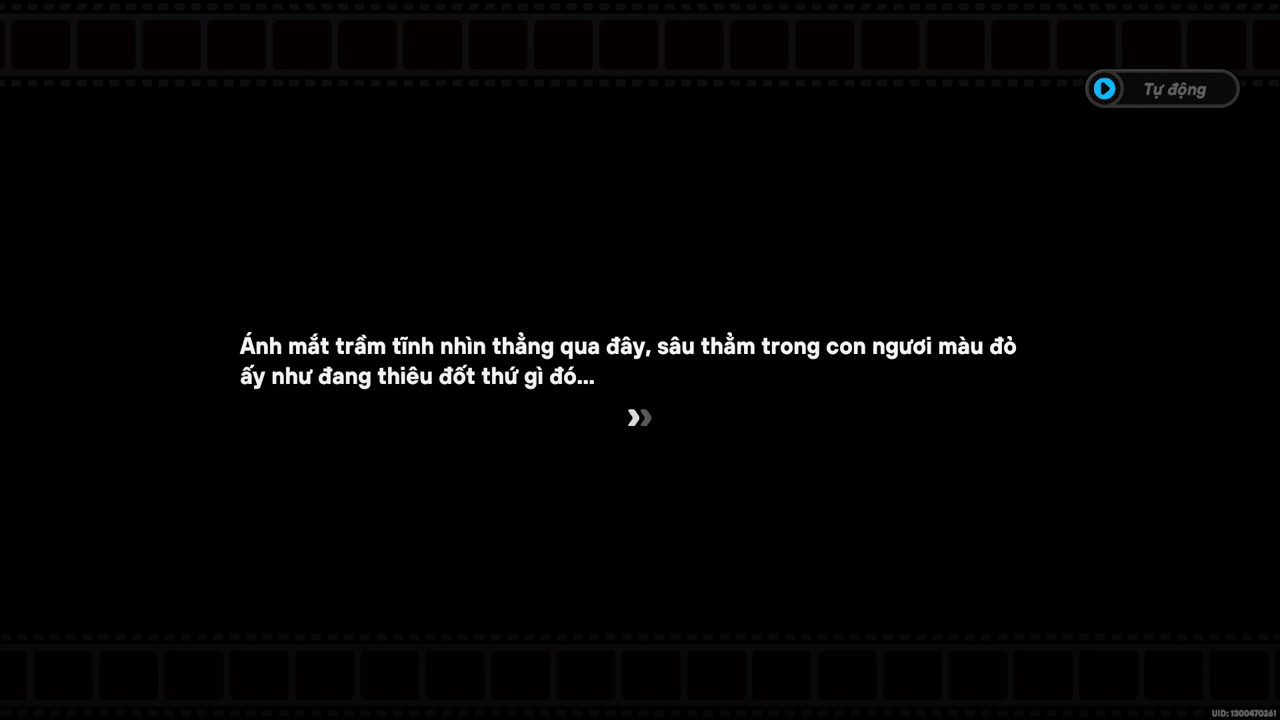 Tự động
Ánh mắt trầm tĩnh nhìn thẳng qua đây, sâu thẳm trong con ngươi màu đỏ
ấy như đang thiêu đốt thứ gì đó...
UID: 1300470261